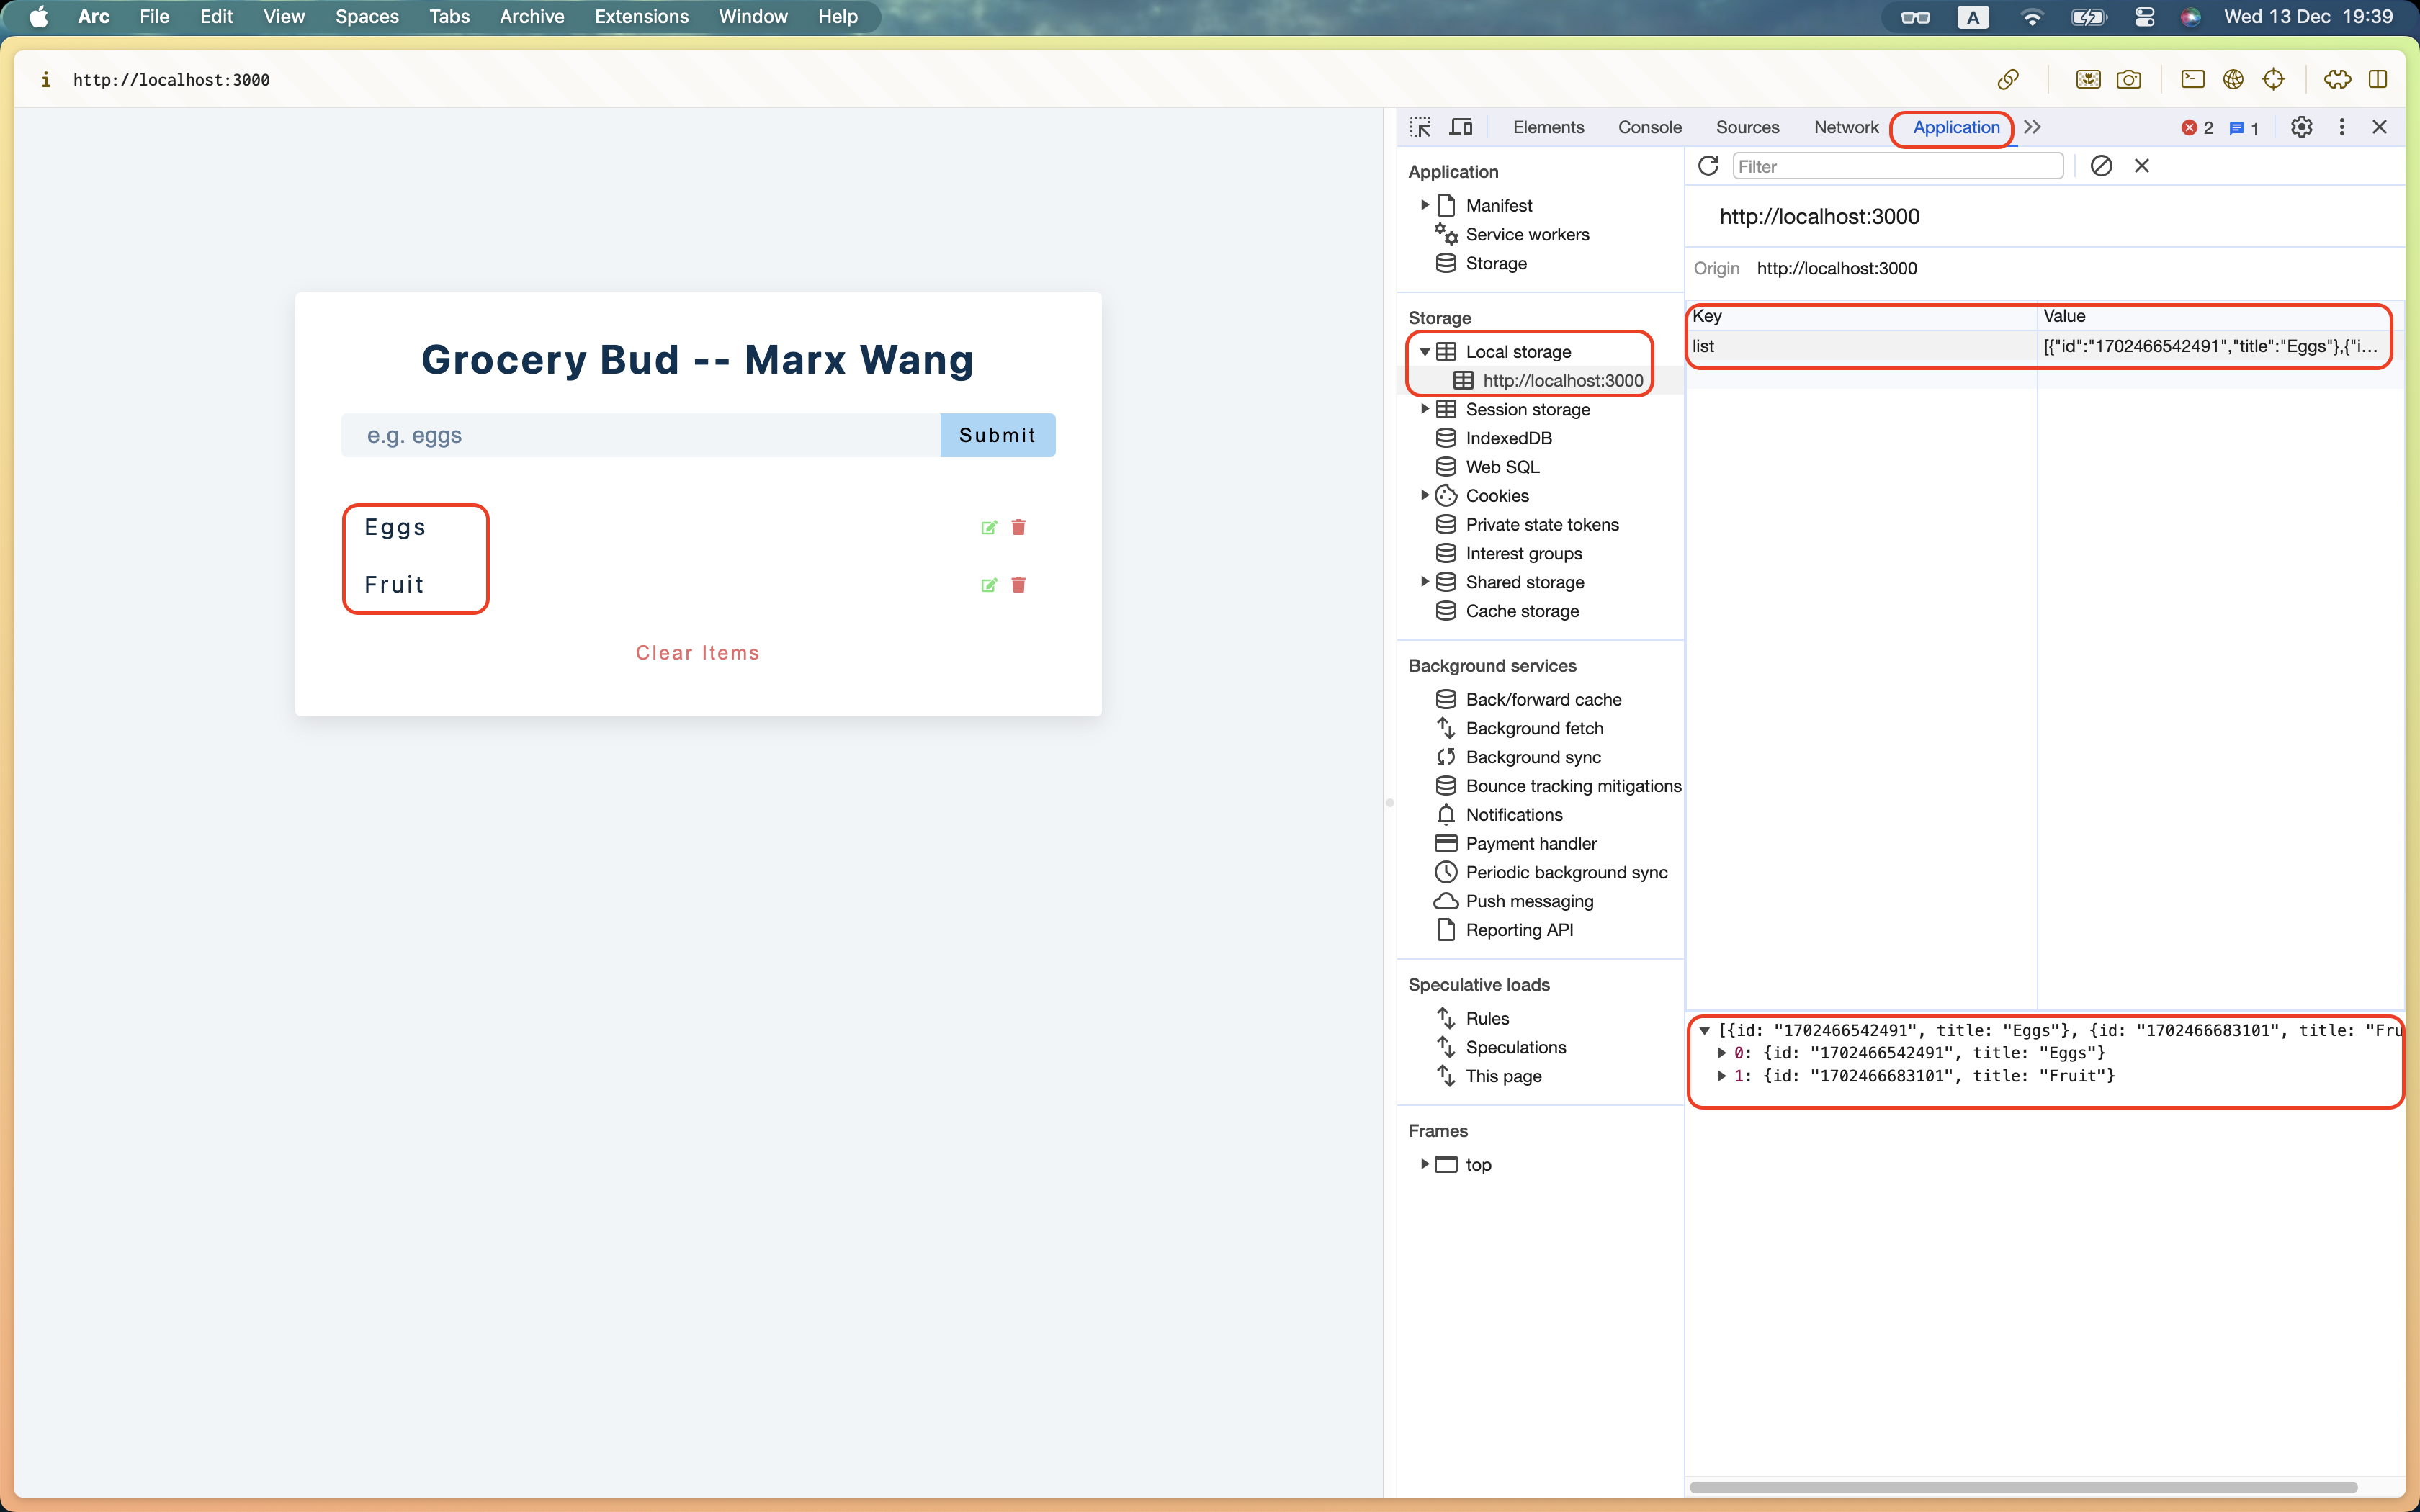 Arc File Edit View Spaces Tabs Archive Extensions Window Help A Wed 13 Dec 19:39
i http://localhost:3000
Grocery Bud -- Marx Wang
e.g. eggs Submit
Eggs
Fruit
Clear Items
Elements Console Sources Network Application 2 1
Application
Manifest
Service workers
Storage
Storage
Local storage
http://localhost:3000
Session storage
IndexedDB
Web SQL
Cookies
Private state tokens
Interest groups
Shared storage
Cache storage
Background services
Back/forward cache
Background fetch
Background sync
Bounce tracking mitigations
Notifications
Payment handler
Periodic background sync
Push messaging
Reporting API
Speculative loads
Rules
Speculations
This page
Frames
top
Filter
http://localhost:3000
Origin http://localhost:3000
Key Value
list [{"id":"1702466542491","title":"Eggs"},{"i…
[{id: "1702466542491", title: "Eggs"}, {id: "1702466683101", title: "Fru
0: {id: "1702466542491", title: "Eggs"}
1: {id: "1702466683101", title: "Fruit"}